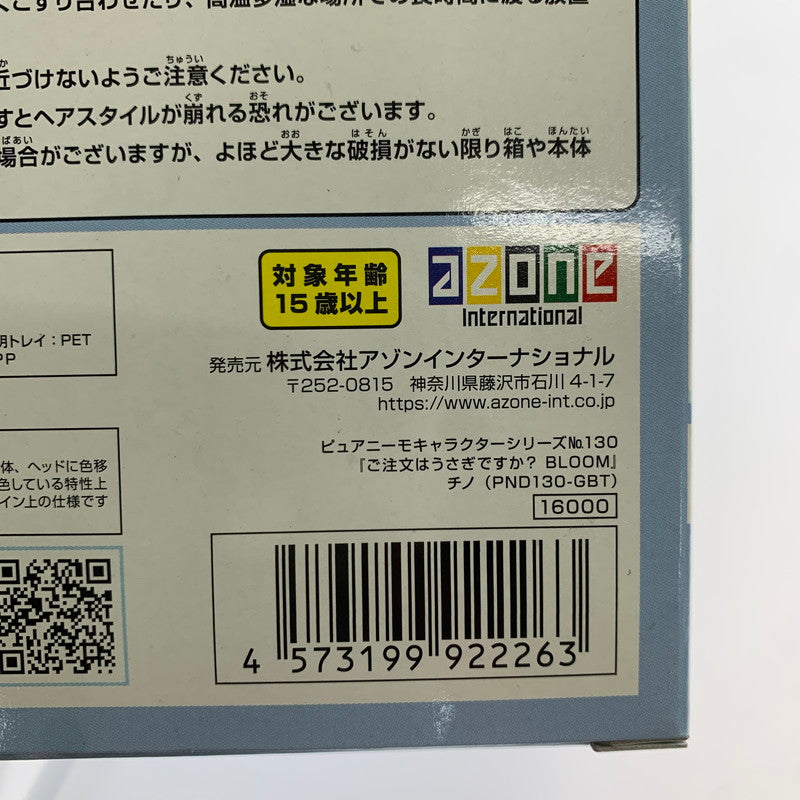 こすり合わせたり、高温多湿な場所での長時間に渡る放置
近づけないようご注意ください。
すとヘアスタイルが崩れる恐れがございます。
場合がございますが、よほど大きな破損がない限り箱や本体
対象年齢
15歳以上
azone
International
明トレイ：PET
PP
発売元 株式会社アゾンインターナショナル
〒252-0815 神奈川県藤沢市石川 4-1-7
https://www.azone-int.co.jp
体、ヘッドに色移
色している特性上
イン上の仕様です
ピュアニーモキャラクターシリーズ№130
『ご注文はうさぎですか? BLOOM』
チノ（PND130-GBT）
16000
4 573199 922263